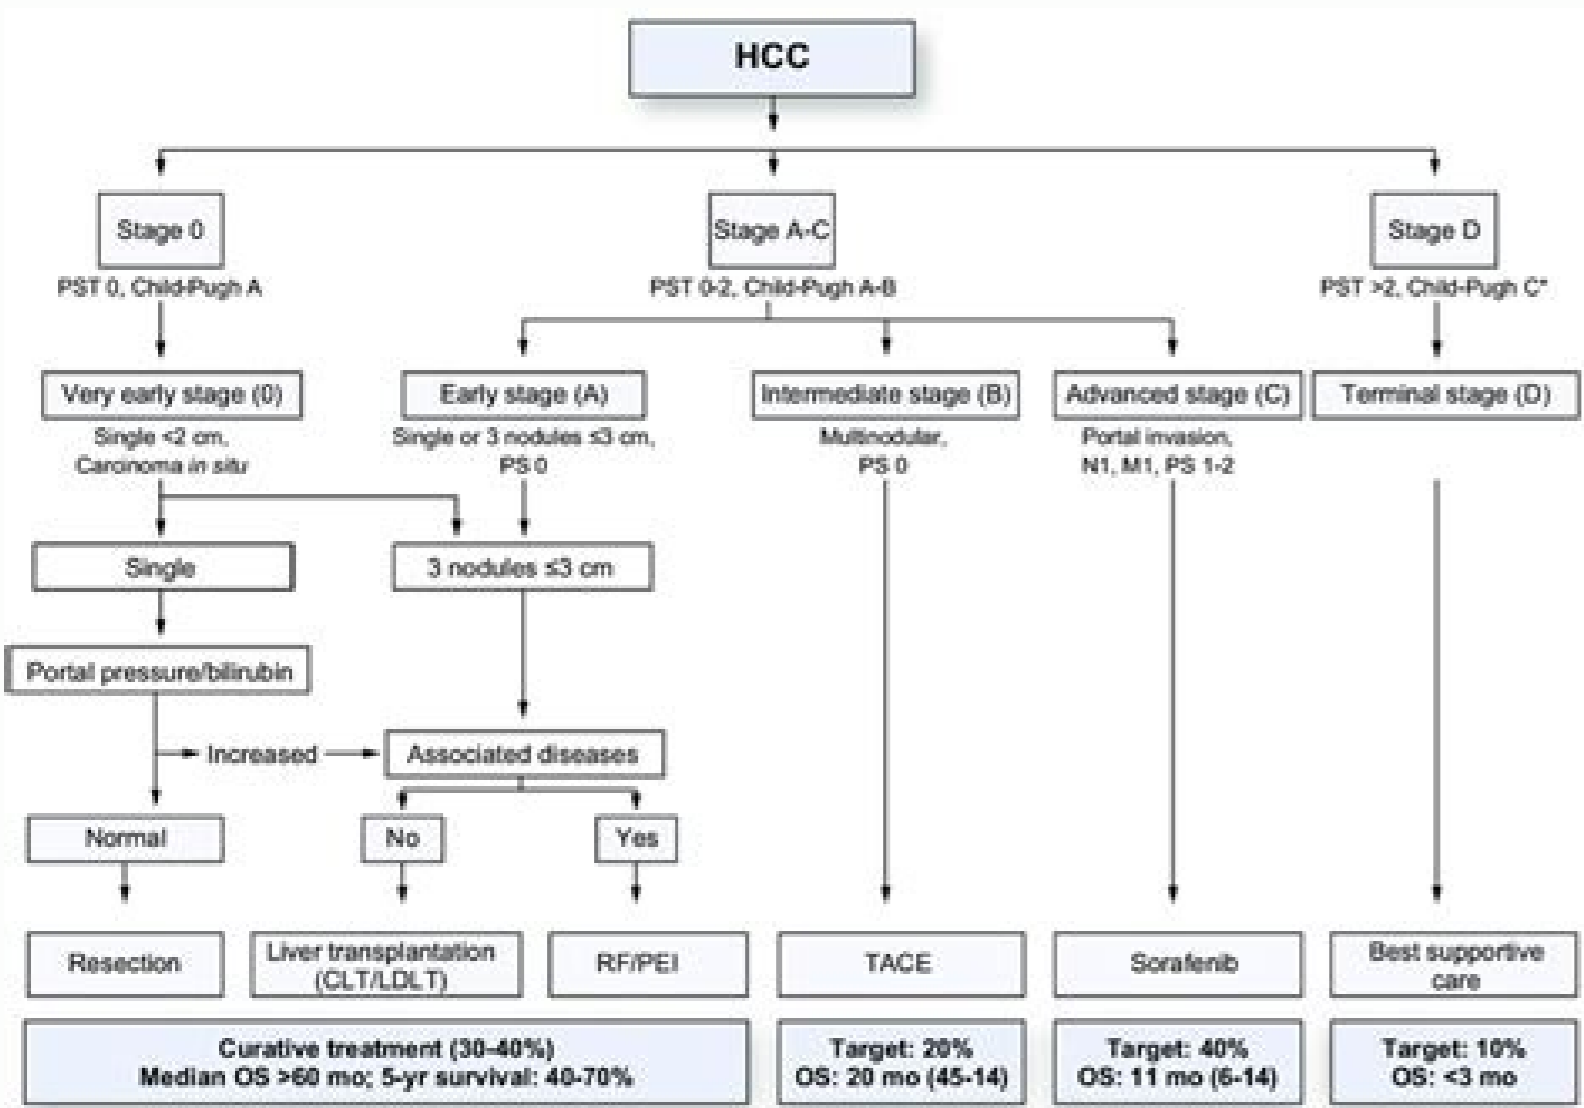 HCC
Stage 0
Stage A-C
Stage D
PST 0, Child-Pugh A
PST 0-2, Child-Pugh A-B
PST >2, Child-Pugh C*
Very early stage (0)
Early stage (A)
Intermediate stage (B)
Advanced stage (C)
Terminal stage (D)
Single <2 cm,
Carcinoma in situ
Single or 3 nodules ≤3 cm,
PS 0
Multinodular,
PS 0
Portal invasion,
N1, M1, PS 1-2
Single
3 nodules ≤3 cm
Portal pressure/bilirubin
Increased
Associated diseases
Normal
No
Yes
Resection
Liver transplantation
(CLT/LDLT)
RF/PEI
TACE
Sorafenib
Best supportive
care
Curative treatment (30-40%)
Median OS >60 mo; 5-yr survival: 40-70%
Target: 20%
OS: 20 mo (45-14)
Target: 40%
OS: 11 mo (6-14)
Target: 10%
OS: <3 mo